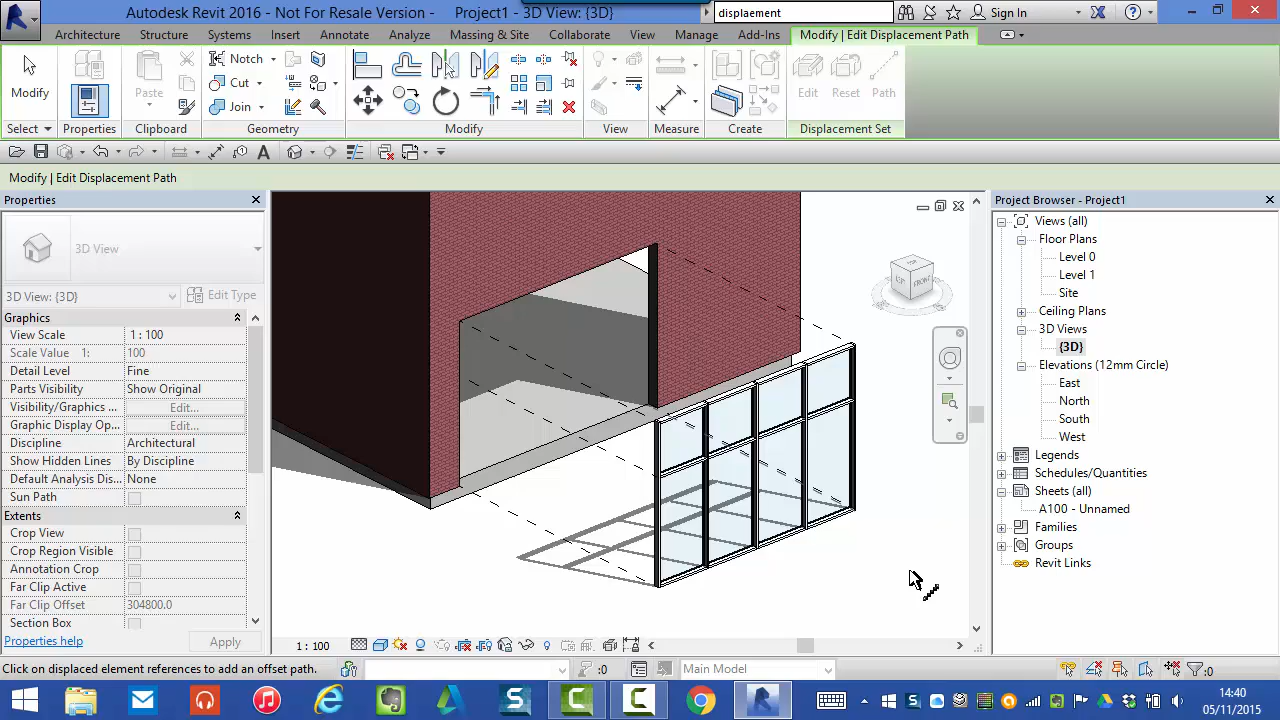 Autodesk Revit 2016 - Not For Resale Version - Project1 - 3D View: {3D}
displaement
Sign In
Architecture Structure Systems Insert Annotate Analyze Massing & Site Collaborate View Manage Add-Ins Modify | Edit Displacement Path
Modify
Paste
Notch
Cut
Join
Edit Reset Path
Select Properties Clipboard Geometry Modify View Measure Create Displacement Set
Modify | Edit Displacement Path
Properties
3D View
3D View: {3D}
Edit Type
Graphics
View Scale 1 : 100
Scale Value 1: 100
Detail Level Fine
Parts Visibility Show Original
Visibility/Graphics ... Edit...
Graphic Display Op... Edit...
Discipline Architectural
Show Hidden Lines By Discipline
Default Analysis Dis... None
Sun Path
Extents
Crop View
Crop Region Visible
Annotation Crop
Far Clip Active
Far Clip Offset 304800.0
Section Box
Properties help
Apply
LEFT FRONT
1 : 100
Project Browser - Project1
Views (all)
Floor Plans
Level 0
Level 1
Site
Ceiling Plans
3D Views
{3D}
Elevations (12mm Circle)
East
North
South
West
Legends
Schedules/Quantities
Sheets (all)
A100 - Unnamed
Families
Groups
Revit Links
Click on displaced element references to add an offset path.
:0
Main Model
:0
14:40
05/11/2015